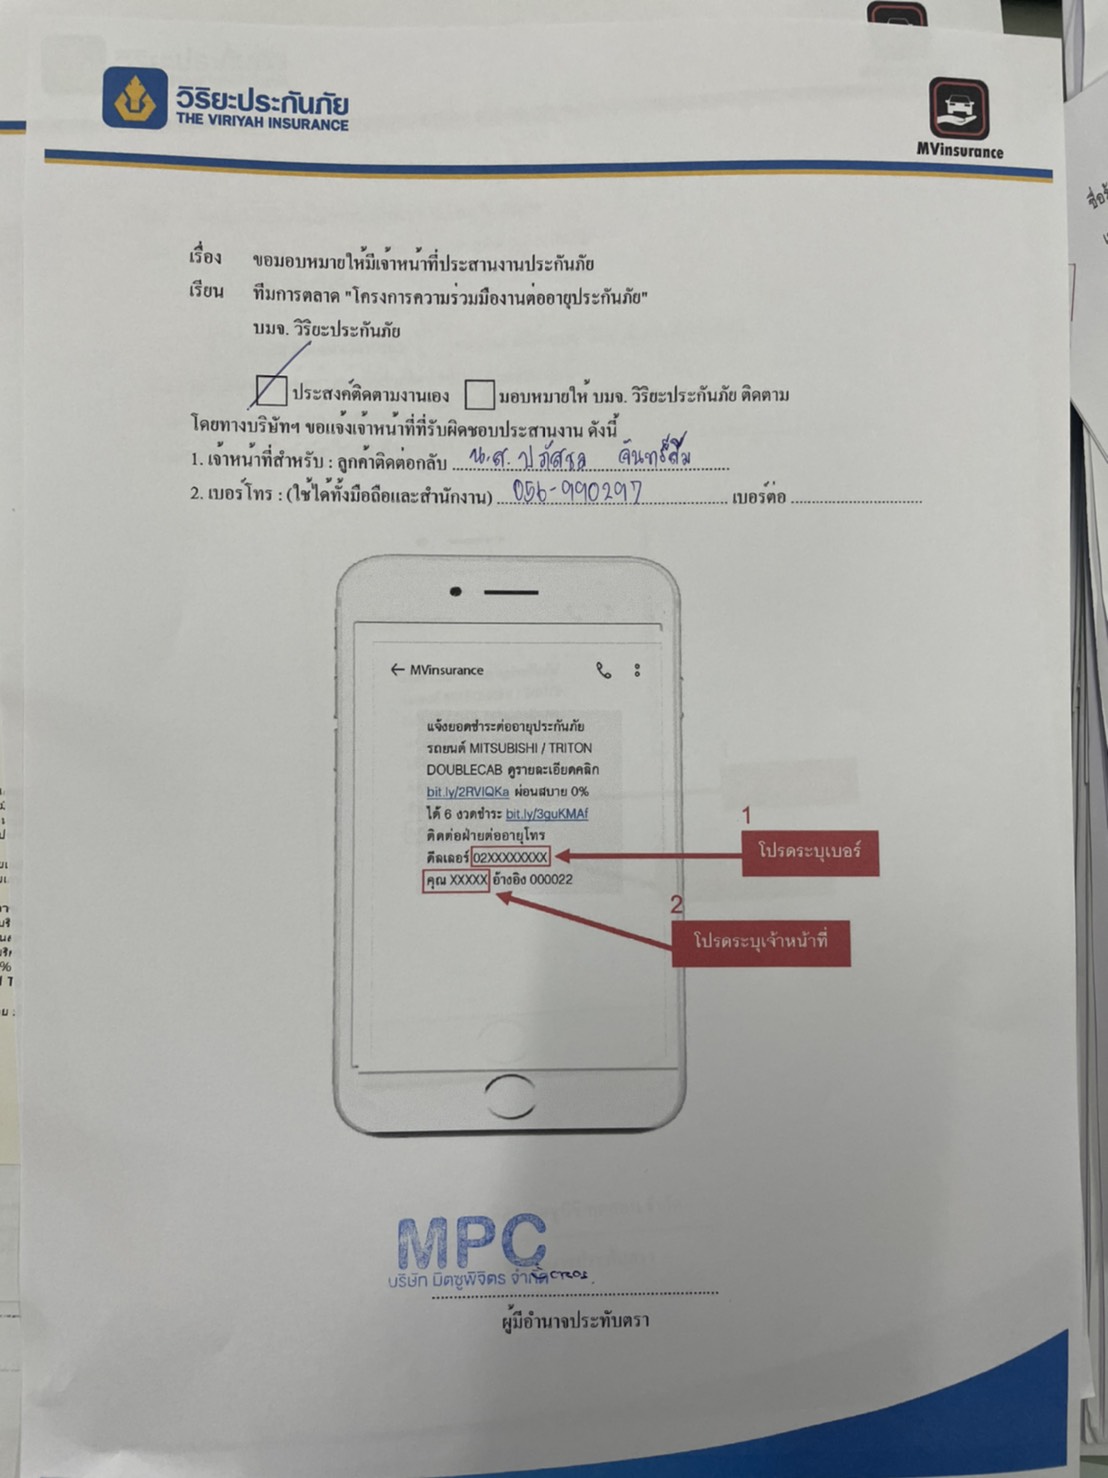 วิริยะประกันภัย
THE VIRIYAH INSURANCE
MVinsurance
เรื่อง ขอมอบหมายให้มีเจ้าหน้าที่ประสานงานประกันภัย
เรียน ทีมการตลาด "โครงการความร่วมมืองานต่ออายุประกันภัย"
บมจ. วิริยะประกันภัย
ประสงค์ติดตามงานเอง มอบหมายให้ บมจ. วิริยะประกันภัย ติดตาม
โดยทางบริษัทฯ ขอแจ้งเจ้าหน้าที่ที่รับผิดชอบประสานงาน ดังนี้
1. เจ้าหน้าที่สำหรับ : ลูกค้าติดต่อกลับ น.ส. ปภัสชล จันทร์สีม
2. เบอร์โทร : (ใช้ได้ทั้งมือถือและสำนักงาน) 056-990297 เบอร์ต่อ
← MVinsurance
แจ้งยอดชำระต่ออายุประกันภัย
รถยนต์ MITSUBISHI / TRITON
DOUBLECAB ดูรายละเอียดคลิก
bit.ly/2RVIQKa ผ่อนสบาย 0%
ได้ 6 งวดชำระ bit.ly/3guKMAf
ติดต่อฝ่ายต่ออายุโทร
ดีลเลอร์ 02XXXXXXXX
คุณ XXXXX อ้างอิง 000022
1
โปรดระบุเบอร์
2
โปรดระบุเจ้าหน้าที่
MPC
บริษัท มิตซูพิจิตร จำกัด
ผู้มีอำนาจประทับตรา